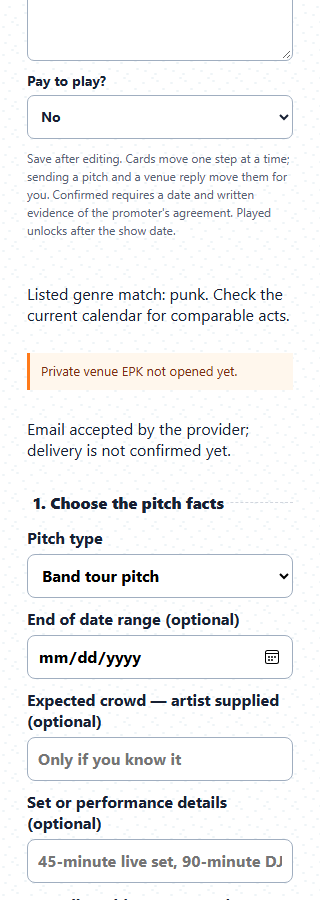 Pay to play?
No
Save after editing. Cards move one step at a time;
sending a pitch and a venue reply move them for
you. Confirmed requires a date and written
evidence of the promoter's agreement. Played
unlocks after the show date.
Listed genre match: punk. Check the
current calendar for comparable acts.
Private venue EPK not opened yet.
Email accepted by the provider;
delivery is not confirmed yet.
1. Choose the pitch facts
Pitch type
Band tour pitch
End of date range (optional)
mm/dd/yyyy
Expected crowd — artist supplied
(optional)
Only if you know it
Set or performance details
(optional)
45-minute live set, 90-minute DJ